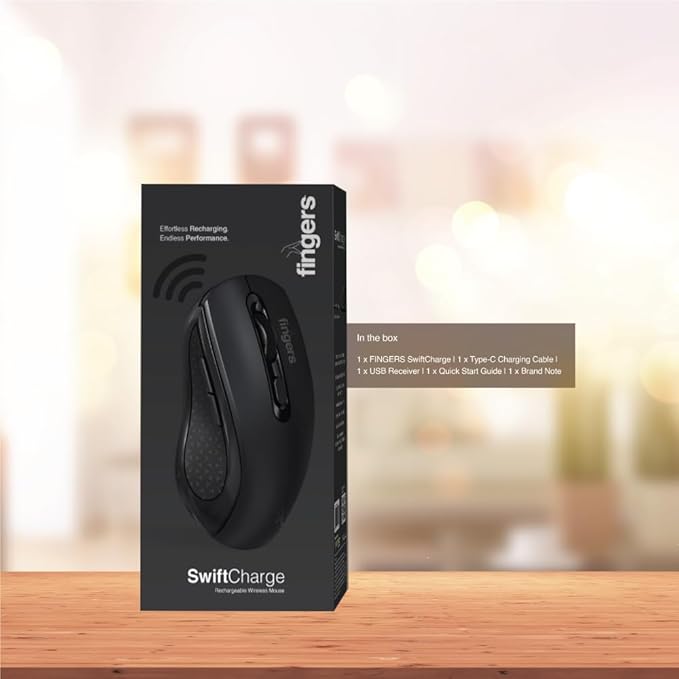 Effortless Recharging.
Endless Performance.
fingers
fingers
In the box
1 x FINGERS SwiftCharge | 1 x Type-C Charging Cable |
1 x USB Receiver | 1 x Quick Start Guide | 1 x Brand Note
SwiftCharge
Rechargeable Wireless Mouse